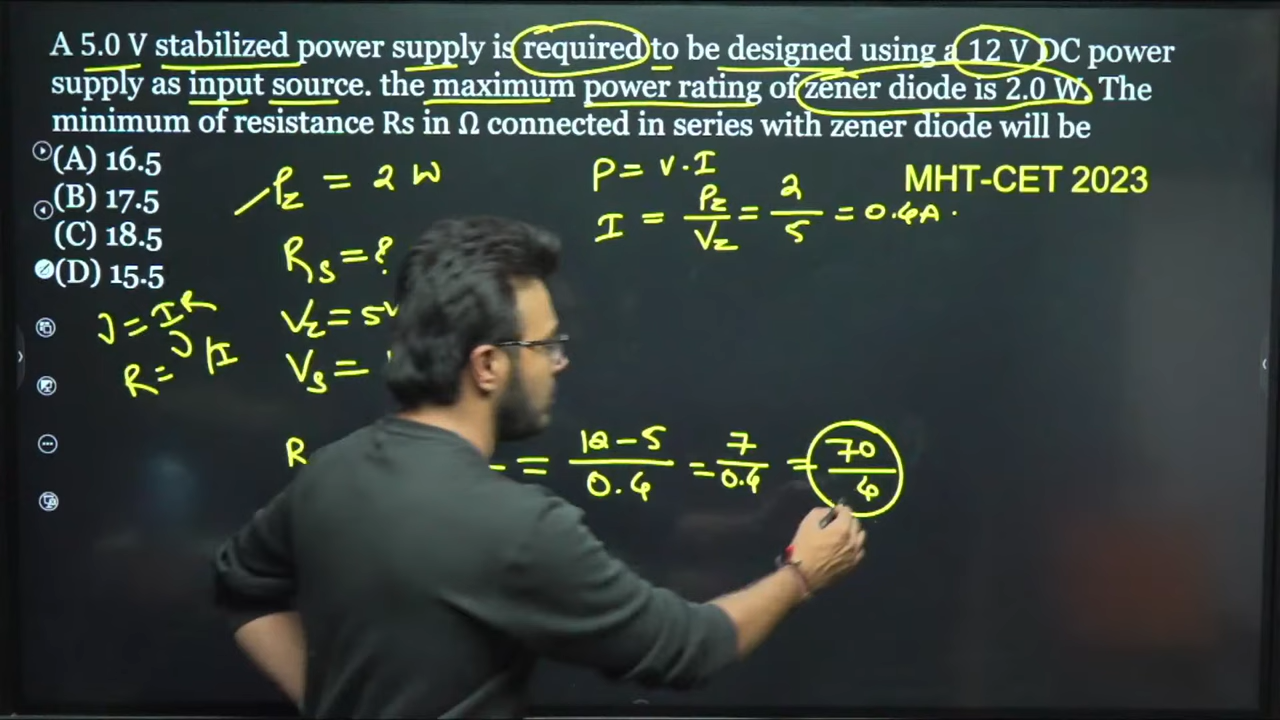 A 5.0 V stabilized power supply is required to be designed using a 12 V DC power
supply as input source. the maximum power rating of zener diode is 2.0 W. The
minimum of resistance Rs in Ω connected in series with zener diode will be
(A) 16.5
(B) 17.5
(C) 18.5
(D) 15.5
MHT-CET 2023
Pz = 2 W
P = V.I
I = Pz/Vz = 2/5 = 0.4A.
Rs = ?
Vz = 5V
Vs =
V = IR
R = V/I
R
= 12-5/0.4 = 7/0.4 = 70/4